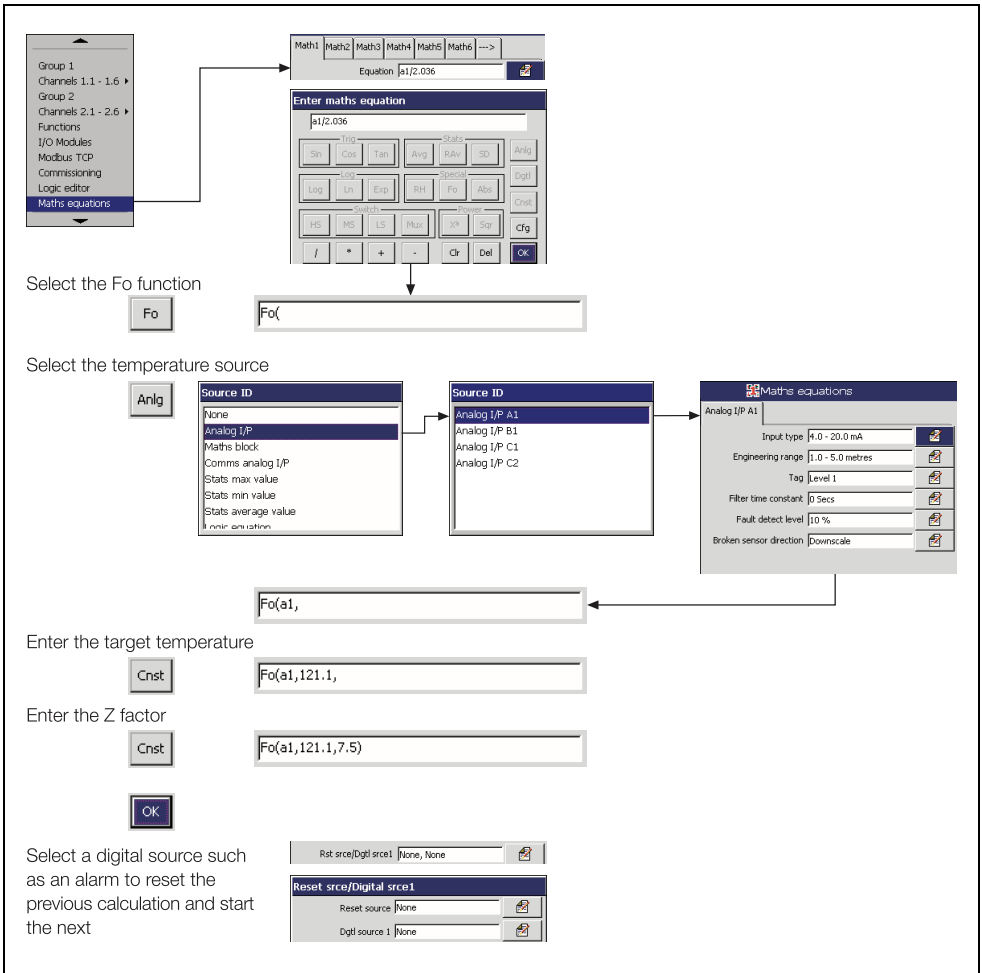 Group 1
Channels 1.1 - 1.6
Group 2
Channels 2.1 - 2.6
Functions
I/O Modules
Modbus TCP
Commissioning
Logic editor
Maths equations
Math1 Math2 Math3 Math4 Math5 Math6 --->
Equation a1/2.036
Enter maths equation
a1/2.036
Trig Stats
Sin Cos Tan Avg RAv SD Anlg
Log Special Dgtl
Log Ln Exp RH Fo Abs
Cnst
Switch Power
HS MS LS Mux Sqr Cfg
/ * + - Clr Del OK
Select the Fo function
Fo Fo(
Select the temperature source
Anlg
Source ID
None
Analog I/P
Maths block
Comms analog I/P
Stats max value
Stats min value
Stats average value
Logic equation
Source ID
Analog I/P A1
Analog I/P B1
Analog I/P C1
Analog I/P C2
Maths equations
Analog I/P A1
Input type 4.0 - 20.0 mA
Engineering range 1.0 - 5.0 metres
Tag Level 1
Filter time constant 0 Secs
Fault detect level 10 %
Broken sensor direction Downscale
Fo(a1,
Enter the target temperature
Cnst Fo(a1,121.1,
Enter the Z factor
Cnst Fo(a1,121.1,7.5)
OK
Select a digital source such
as an alarm to reset the
previous calculation and start
the next
Rst srce/Dgtl srce1 None, None
Reset srce/Digital srce1
Reset source None
Dgtl source 1 None